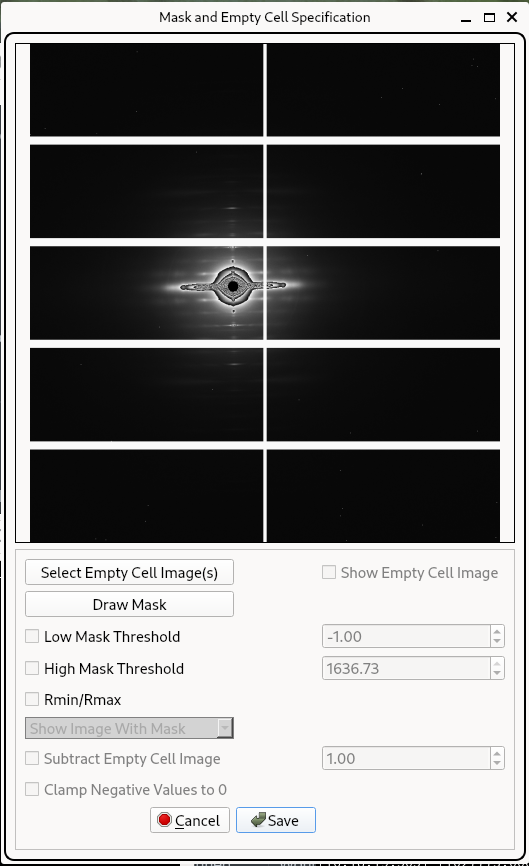 Mask and Empty Cell Specification
Select Empty Cell Image(s)
Show Empty Cell Image
Draw Mask
Low Mask Threshold
-1.00
High Mask Threshold
1636.73
Rmin/Rmax
Show Image With Mask
Subtract Empty Cell Image
1.00
Clamp Negative Values to 0
Cancel
Save